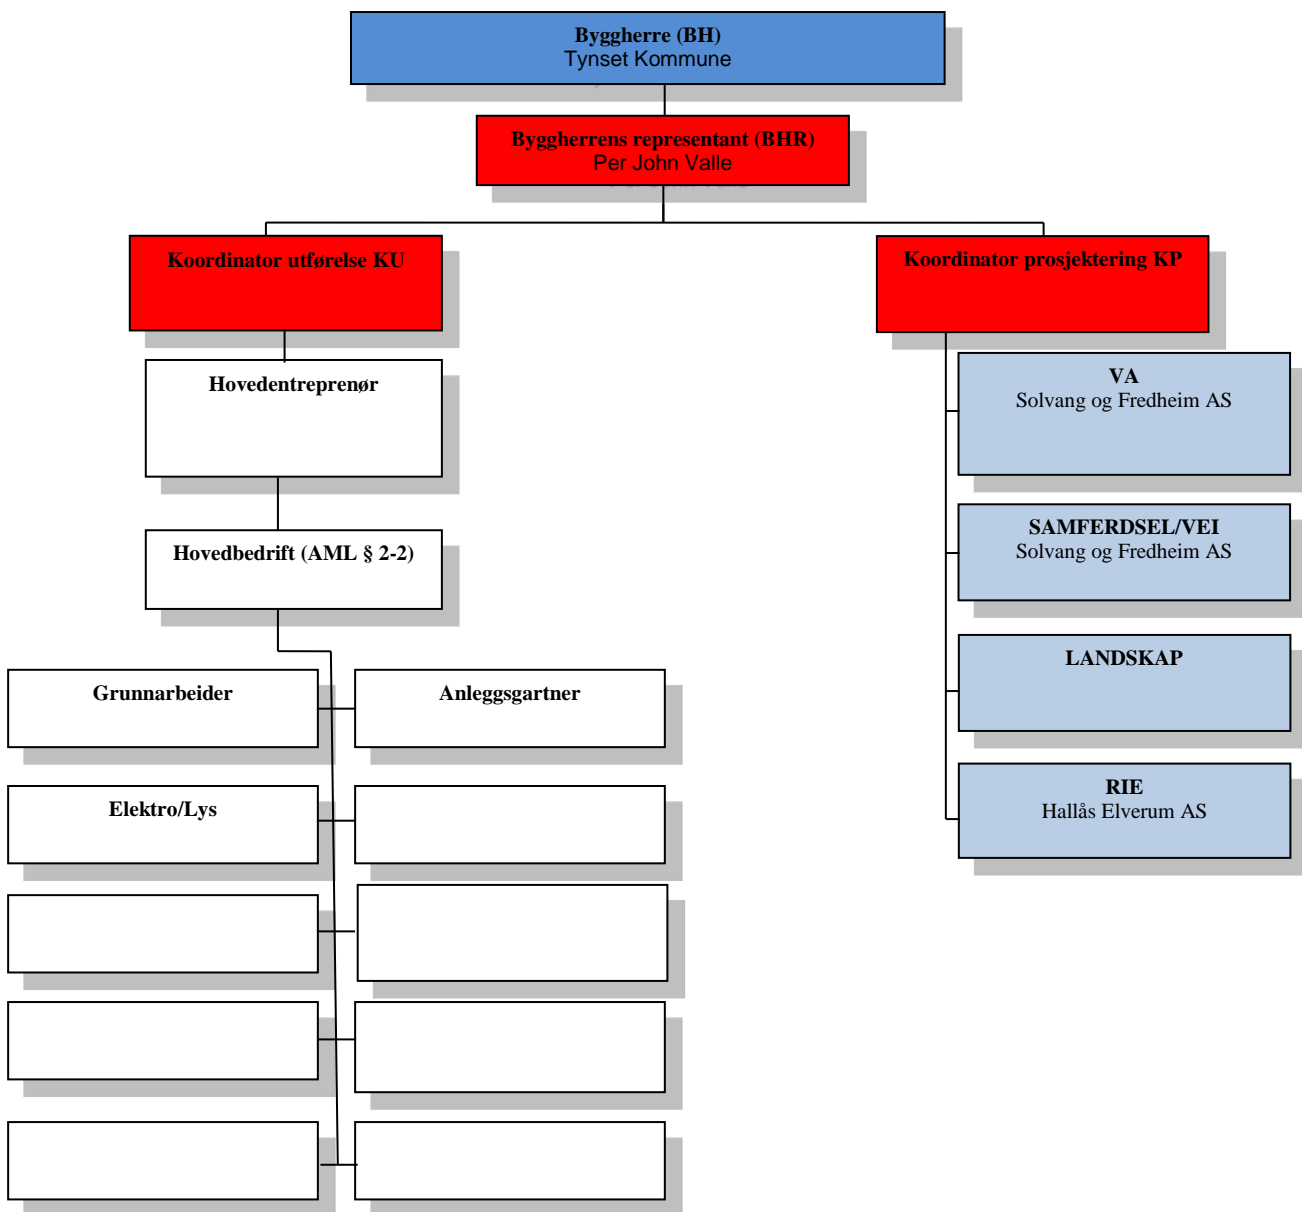 Byggherre (BH)
Tynset Kommune
Byggherrens representant (BHR)
Per John Valle
Koordinator utførelse KU
Koordinator prosjektering KP
Hovedentreprenør
VA
Solvang og Fredheim AS
Hovedbedrift (AML § 2-2)
SAMFERDSEL/VEI
Solvang og Fredheim AS
LANDSKAP
Grunnarbeider
Anleggsgartner
RIE
Hallås Elverum AS
Elektro/Lys